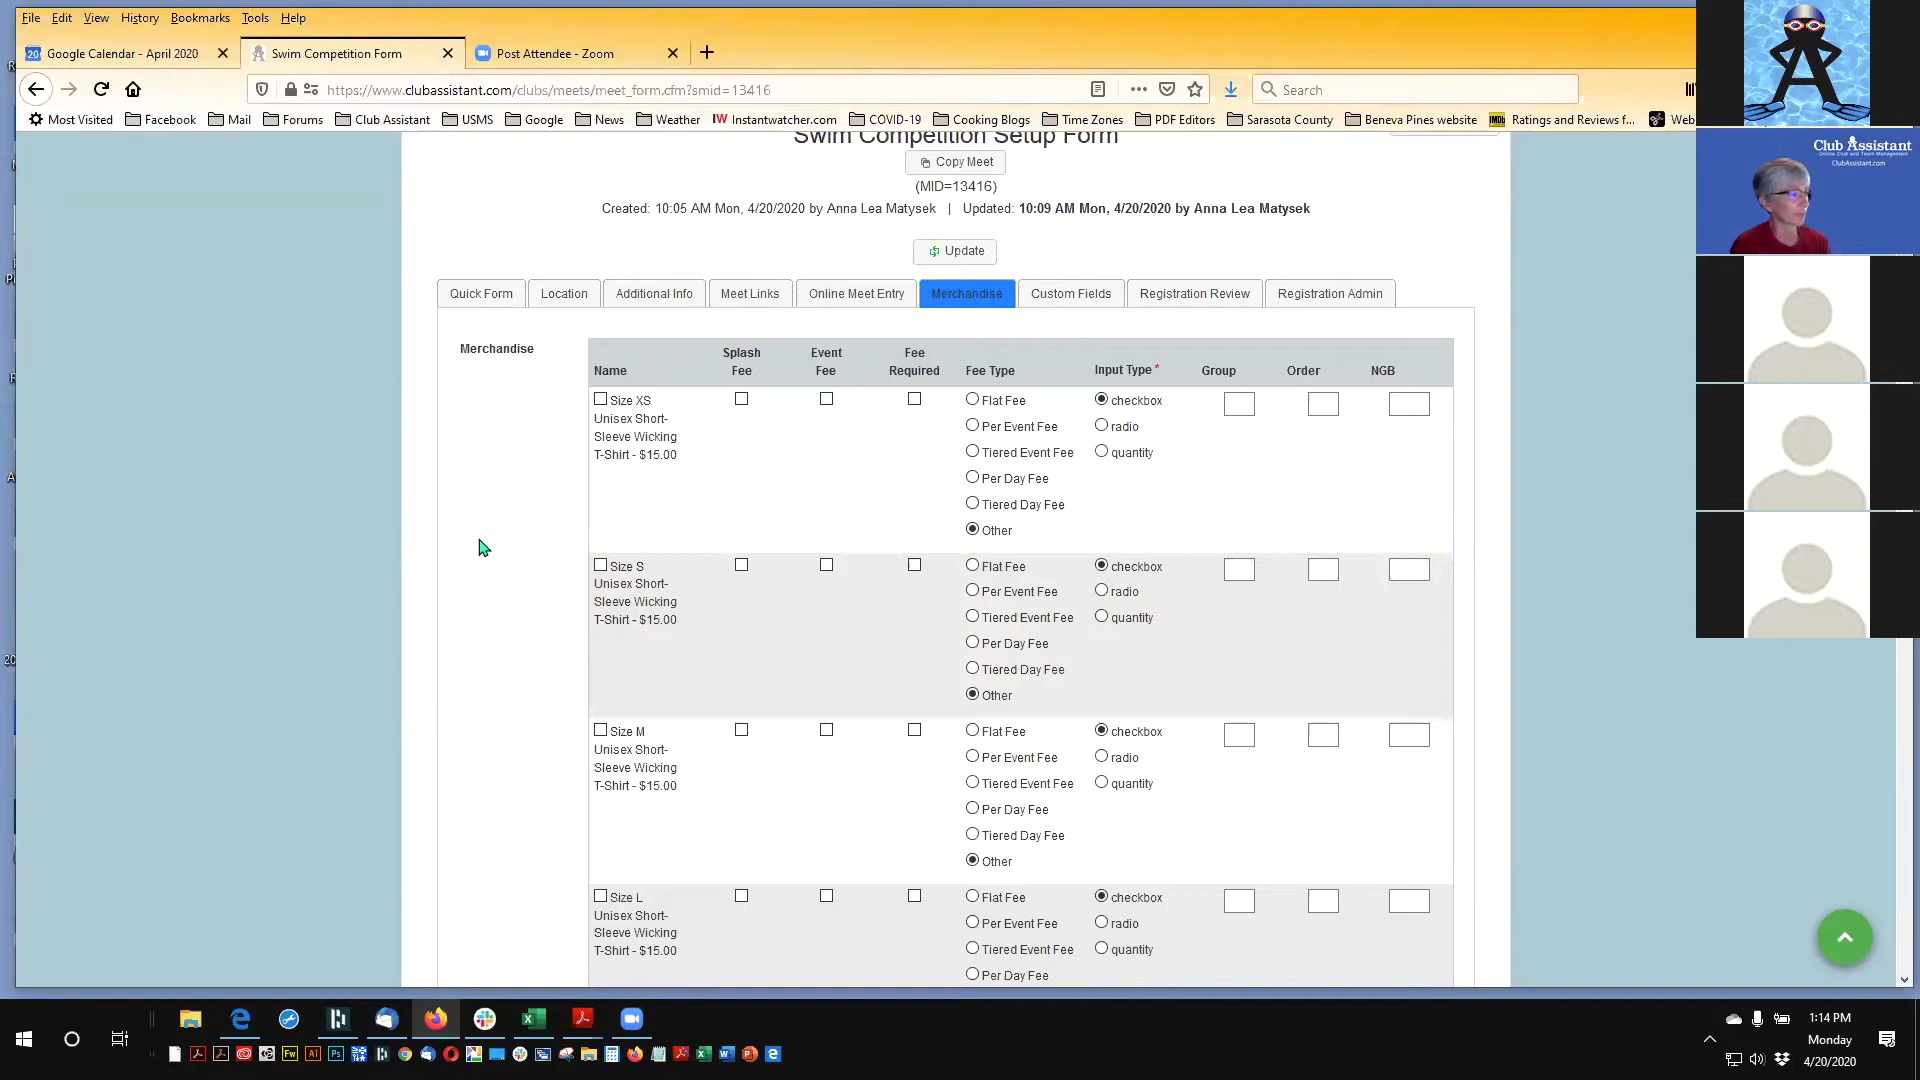 File Edit View History Bookmarks Tools Help
Google Calendar - April 2020
Swim Competition Form
Post Attendee - Zoom
https://www.clubassistant.com/clubs/meets/meet_form.cfm?smid=13416
Search
Most Visited Facebook Mail Forums Club Assistant USMS Google News Weather Instantwatcher.com COVID-19 Cooking Blogs Time Zones PDF Editors Sarasota County Beneva Pines website Ratings and Reviews f... Web
Swim Competition Setup Form
Copy Meet
(MID=13416)
Created: 10:05 AM Mon, 4/20/2020 by Anna Lea Matysek | Updated: 10:09 AM Mon, 4/20/2020 by Anna Lea Matysek
Update
Quick Form Location Additional Info Meet Links Online Meet Entry Merchandise Custom Fields Registration Review Registration Admin
Merchandise
Name Splash Fee Event Fee Fee Required Fee Type Input Type * Group Order NGB
Size XS
Unisex Short-
Sleeve Wicking
T-Shirt - $15.00
Flat Fee
Per Event Fee
Tiered Event Fee
Per Day Fee
Tiered Day Fee
Other
checkbox
radio
quantity
Size S
Unisex Short-
Sleeve Wicking
T-Shirt - $15.00
Flat Fee
Per Event Fee
Tiered Event Fee
Per Day Fee
Tiered Day Fee
Other
checkbox
radio
quantity
Size M
Unisex Short-
Sleeve Wicking
T-Shirt - $15.00
Flat Fee
Per Event Fee
Tiered Event Fee
Per Day Fee
Tiered Day Fee
Other
checkbox
radio
quantity
Size L
Unisex Short-
Sleeve Wicking
T-Shirt - $15.00
Flat Fee
Per Event Fee
Tiered Event Fee
Per Day Fee
checkbox
radio
quantity
Club Assistant
Online Club and Team Management
ClubAssistant.com
1:14 PM
Monday
4/20/2020